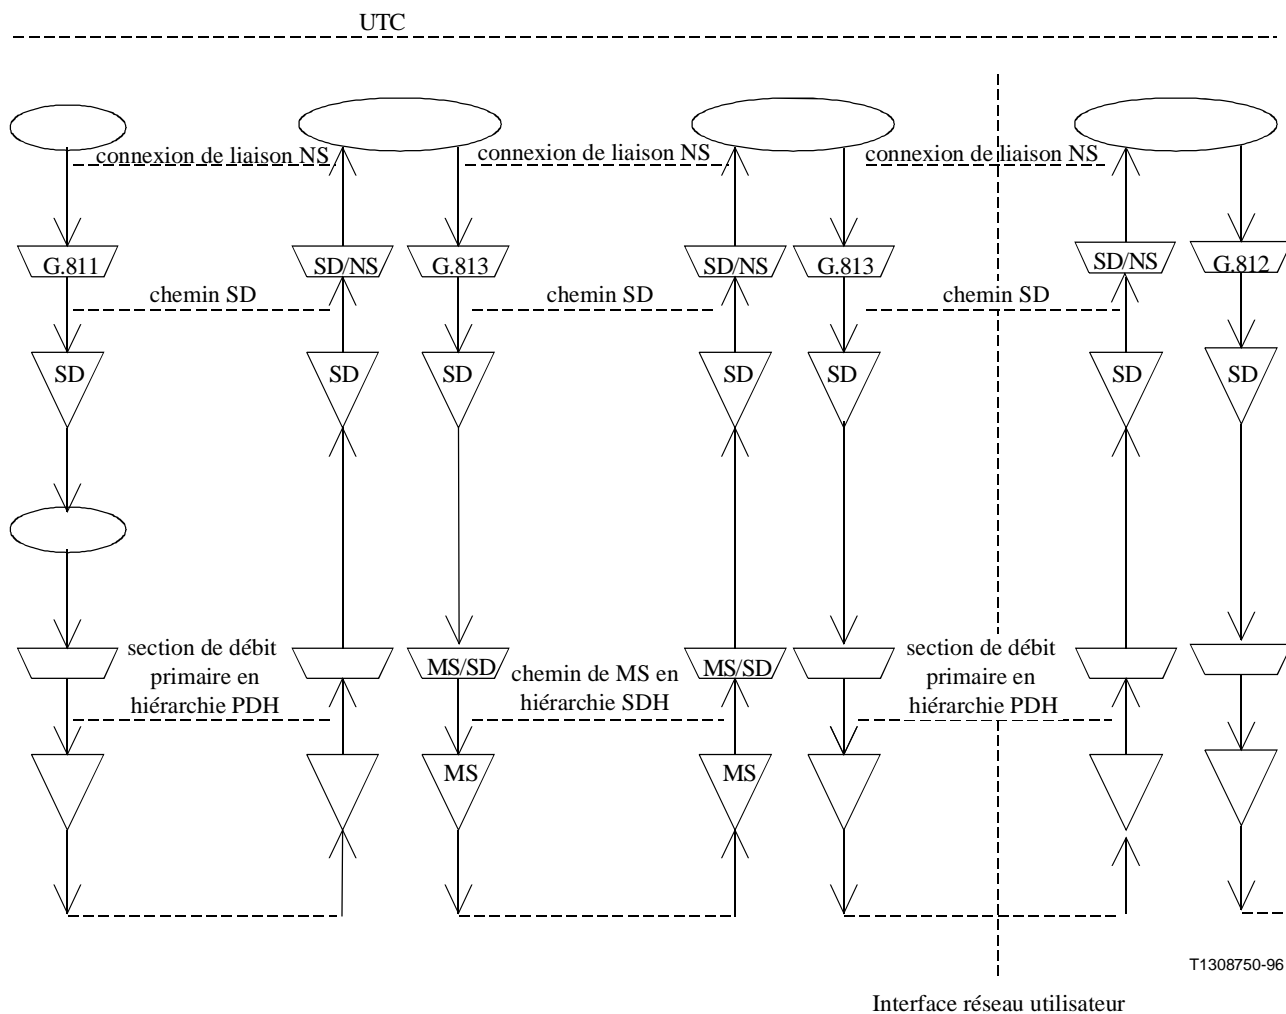 UTC
connexion de liaison NS
connexion de liaison NS
connexion de liaison NS
G.811
SD/NS
G.813
SD/NS
G.813
SD/NS
G.812
chemin SD
chemin SD
chemin SD
SD
SD
SD
SD
SD
SD
SD
section de débit
primaire en
hiérarchie PDH
MS/SD
chemin de MS en
hiérarchie SDH
MS/SD
section de débit
primaire en
hiérarchie PDH
MS
MS
T1308750-96
Interface réseau utilisateur